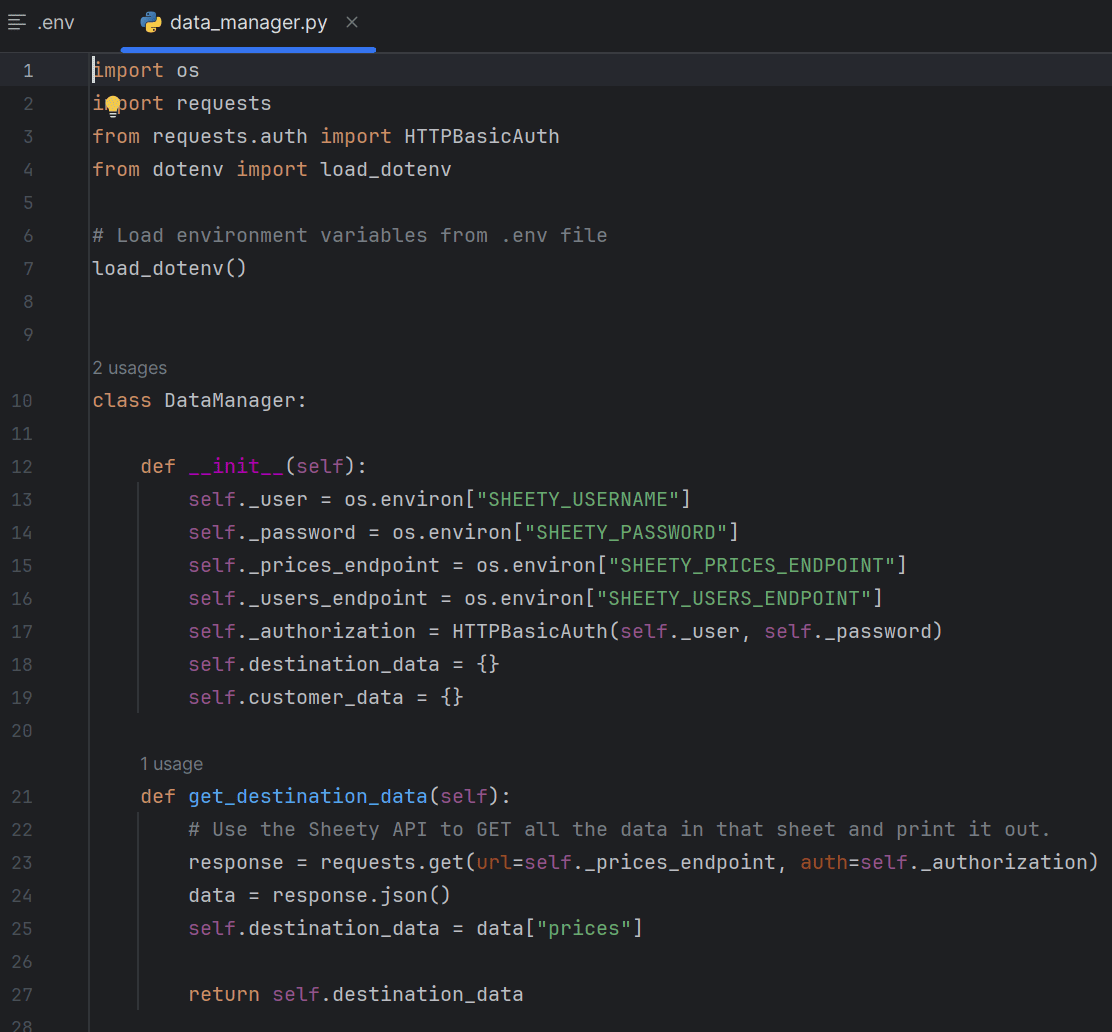 .env data_manager.py
1 import os
2 import requests
3 from requests.auth import HTTPBasicAuth
4 from dotenv import load_dotenv
5
6 # Load environment variables from .env file
7 load_dotenv()
8
9
2 usages
10 class DataManager:
11
12 def __init__(self):
13 self._user = os.environ["SHEETY_USERNAME"]
14 self._password = os.environ["SHEETY_PASSWORD"]
15 self._prices_endpoint = os.environ["SHEETY_PRICES_ENDPOINT"]
16 self._users_endpoint = os.environ["SHEETY_USERS_ENDPOINT"]
17 self._authorization = HTTPBasicAuth(self._user, self._password)
18 self.destination_data = {}
19 self.customer_data = {}
20
1 usage
21 def get_destination_data(self):
22 # Use the Sheety API to GET all the data in that sheet and print it out.
23 response = requests.get(url=self._prices_endpoint, auth=self._authorization)
24 data = response.json()
25 self.destination_data = data["prices"]
26
27 return self.destination_data
28